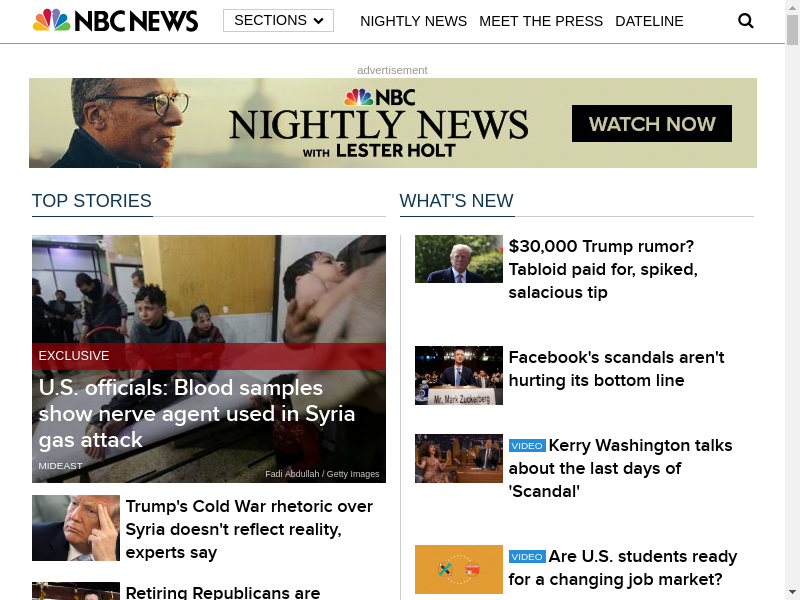 NBC NEWS
SECTIONS
NIGHTLY NEWS MEET THE PRESS DATELINE
advertisement
NBC
NIGHTLY NEWS
WITH LESTER HOLT
WATCH NOW
TOP STORIES
EXCLUSIVE
U.S. officials: Blood samples
show nerve agent used in Syria
gas attack
MIDEAST
Fadi Abdullah / Getty Images
Trump's Cold War rhetoric over
Syria doesn't reflect reality,
experts say
Retiring Republicans are
WHAT'S NEW
$30,000 Trump rumor?
Tabloid paid for, spiked,
salacious tip
Facebook's scandals aren't
hurting its bottom line
Mr. Mark Zuckerberg
VIDEO Kerry Washington talks
about the last days of
'Scandal'
VIDEO Are U.S. students ready
for a changing job market?